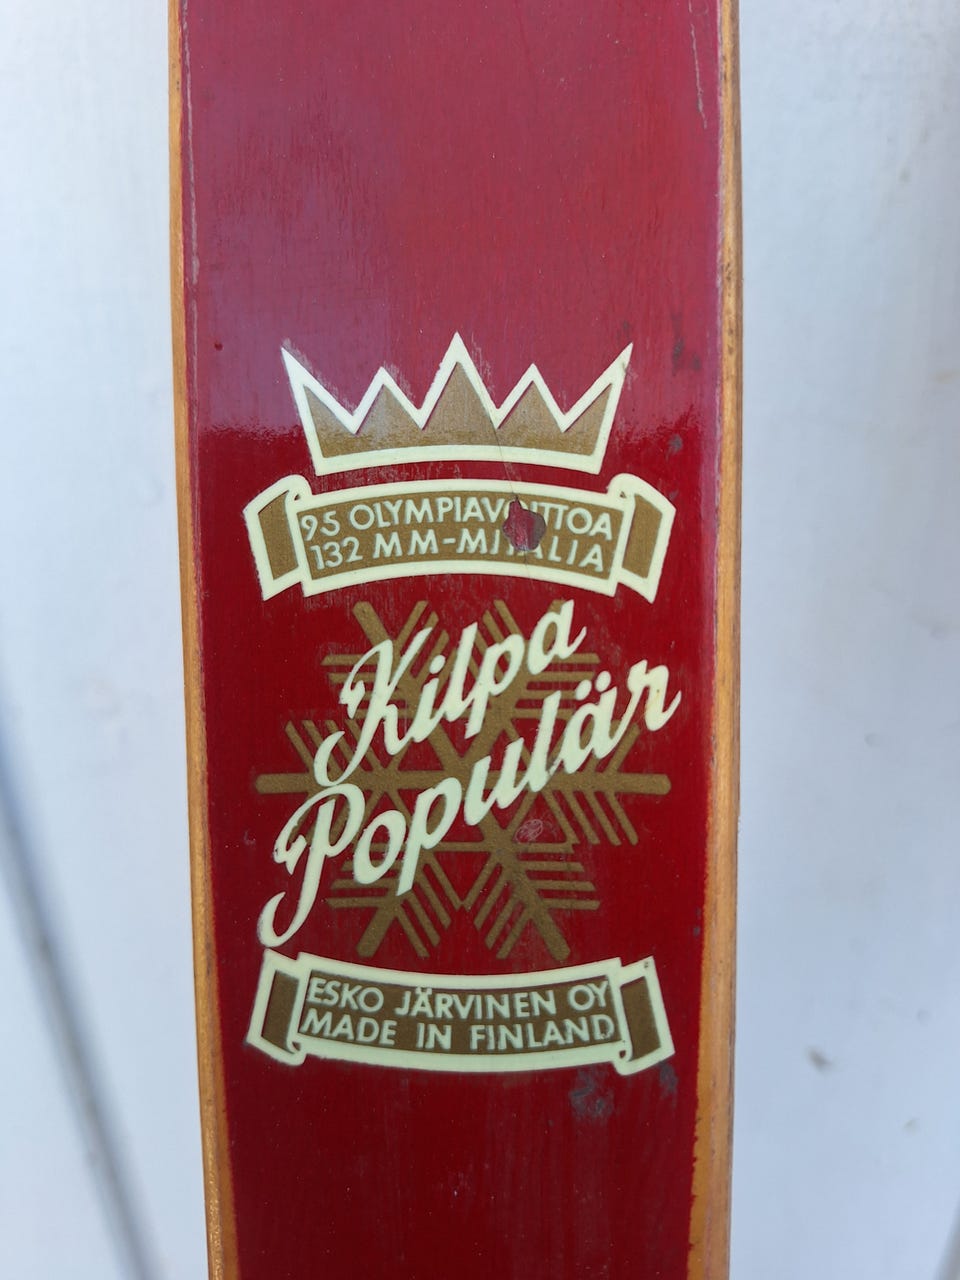 95 OLYMPIAVOITTOA
132 MM-MITALIA
Kilpa
Populär
ESKO JÄRVINEN OY
MADE IN FINLAND